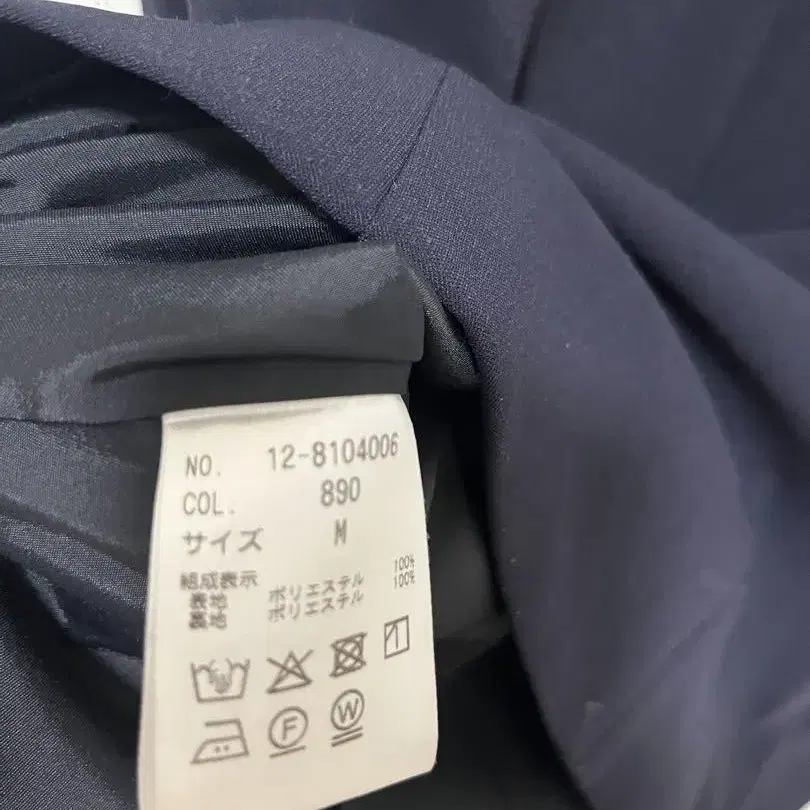 NO. 12-8104006
COL. 890
サイズ M
組成表示
表地 ポリエステル 100%
裏地 ポリエステル 100%
F W